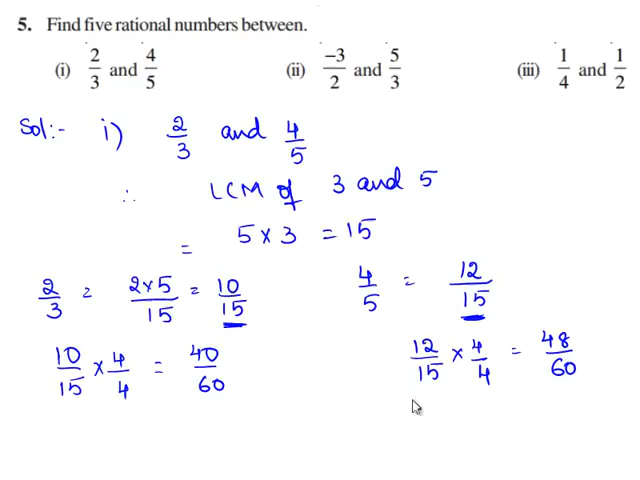 5. Find five rational numbers between.
(i) 2/3 and 4/5 (ii) -3/2 and 5/3 (iii) 1/4 and 1/2
Sol:- i) 2/3 and 4/5
∴ LCM of 3 and 5
= 5 × 3 = 15
2/3 = 2×5/15 = 10/15 4/5 = 12/15
10/15 × 4/4 = 40/60 12/15 × 4/4 = 48/60